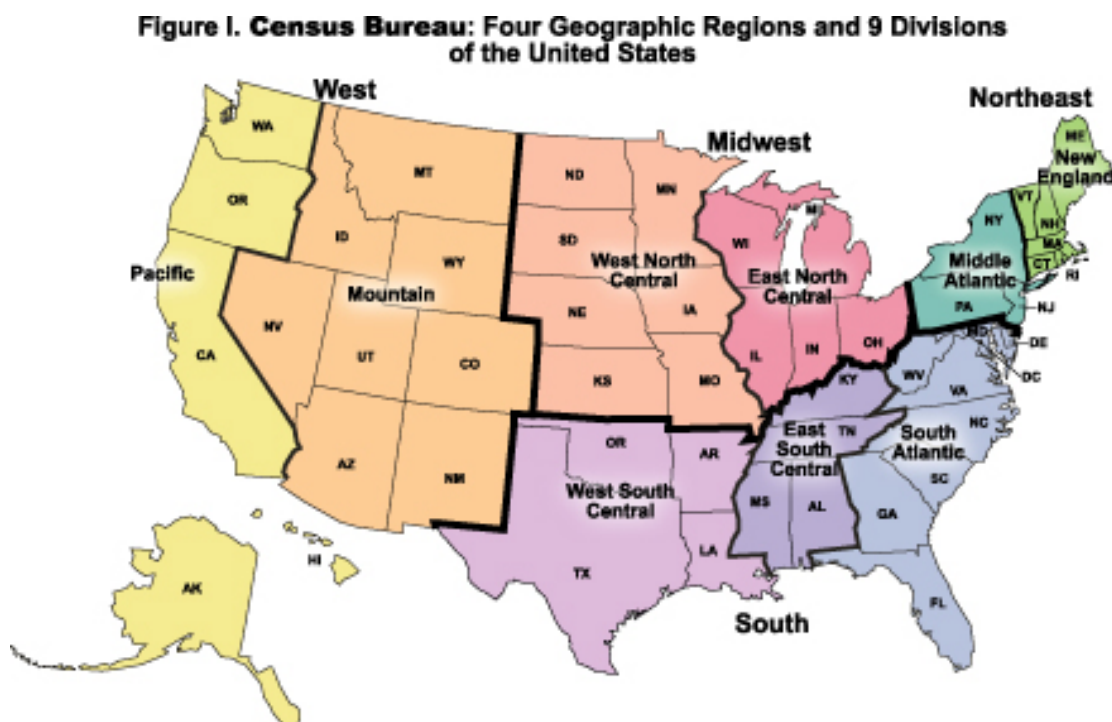 Figure I. Census Bureau: Four Geographic Regions and 9 Divisions
of the United States
West
Northeast
Midwest
WA
MT
ND
MN
ME
New
England
VT
NH
MA
CT
RI
NY
OR
ID
SD
WI
MI
Middle
Atlantic
Pacific
Mountain
WY
West North
Central
East North
Central
PA
NJ
NV
NE
IA
CA
UT
CO
KS
MO
IL
IN
OH
MD
DE
DC
WV
VA
KY
AZ
NM
OR
AR
TN
NC
East
South
Central
South
Atlantic
SC
West South
Central
MS
AL
GA
LA
TX
HI
AK
FL
South